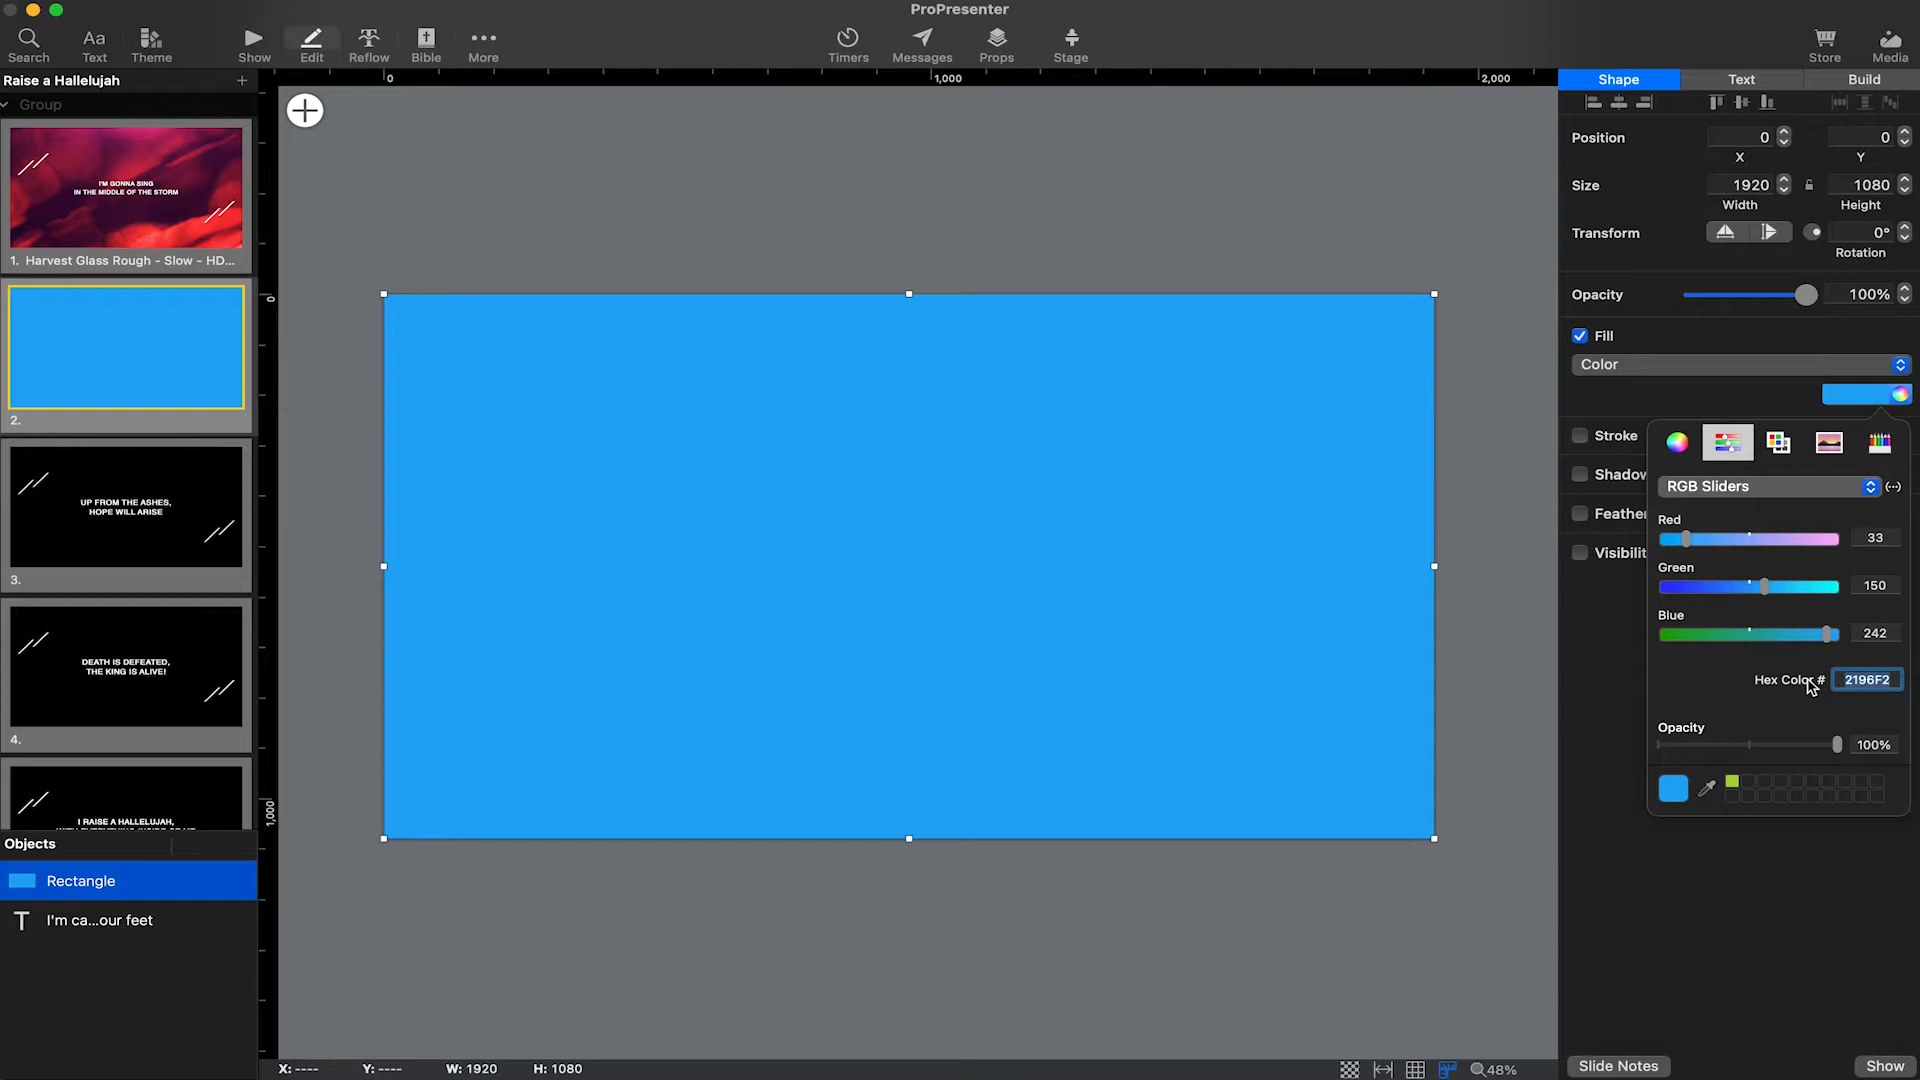 ProPresenter
Search
Text
Theme
Show
Edit
Reflow
Bible
More
Timers
Messages
Props
Stage
Store
Media
Raise a Hallelujah
Group
I'M GONNA SING
IN THE MIDDLE OF THE STORM
1. Harvest Glass Rough - Slow - HD...
2.
UP FROM THE ASHES,
HOPE WILL ARISE
3.
DEATH IS DEFEATED,
THE KING IS ALIVE!
4.
I RAISE A HALLELUJAH,
Objects
Rectangle
I'm ca...our feet
0
1,000
2,000
0
1,000
X: ----
Y: ----
W: 1920
H: 1080
48%
Shape
Text
Build
Position
0
0
X
Y
Size
1920
1080
Width
Height
Transform
0°
Rotation
Opacity
100%
Fill
Color
Stroke
Shadow
Feather
Visibilit
RGB Sliders
Red
33
Green
150
Blue
242
Hex Color #
2196F2
Opacity
100%
Slide Notes
Show